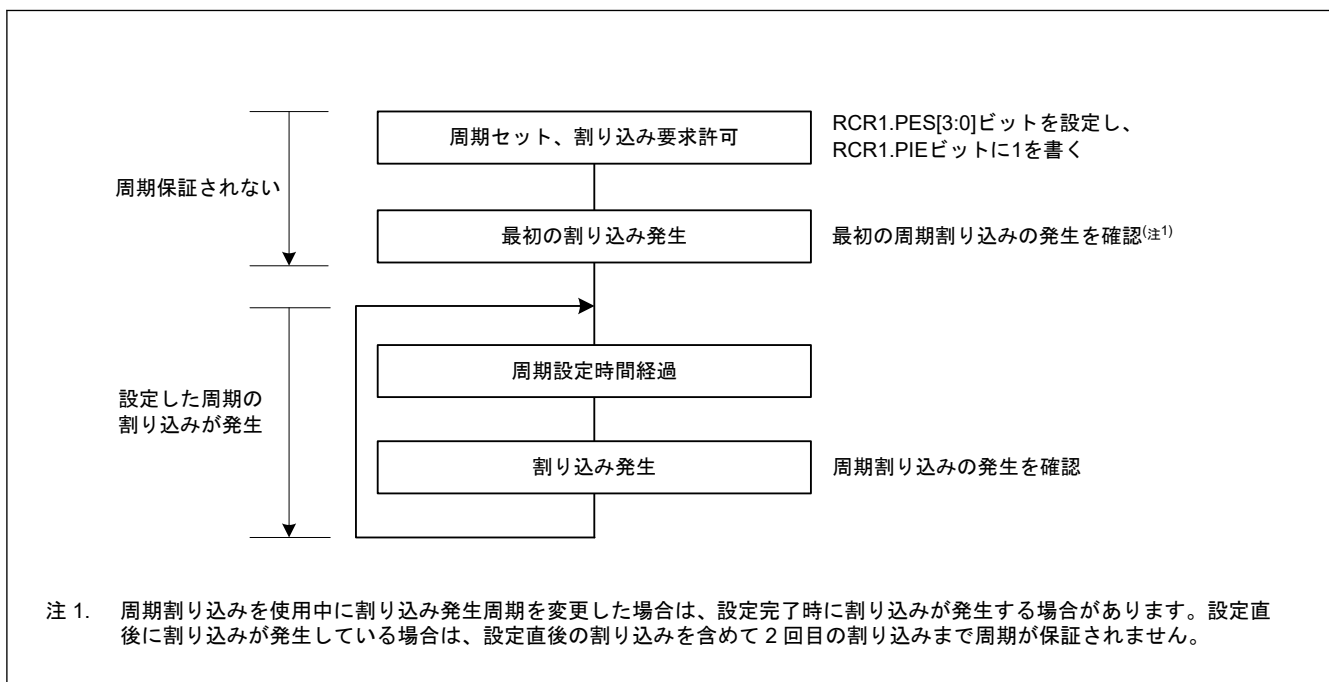 周期セット、割り込み要求許可
RCR1.PES[3:0]ビットを設定し、
RCR1.PIEビットに1を書く
周期保証されない
最初の割り込み発生
最初の周期割り込みの発生を確認(注1)
周期設定時間経過
設定した周期の
割り込みが発生
割り込み発生
周期割り込みの発生を確認
注 1. 周期割り込みを使用中に割り込み発生周期を変更した場合は、設定完了時に割り込みが発生する場合があります。設定直
後に割り込みが発生している場合は、設定直後の割り込みを含めて 2 回目の割り込みまで周期が保証されません。